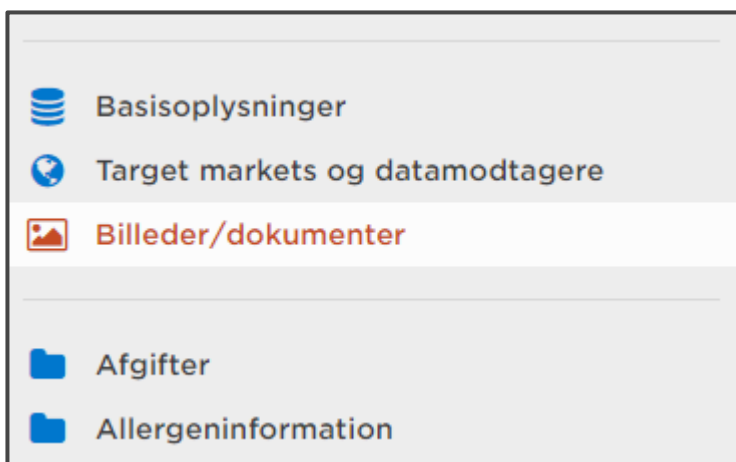 Basisoplysninger
Target markets og datamodtagere
Billeder/dokumenter
Afgifter
Allergeninformation